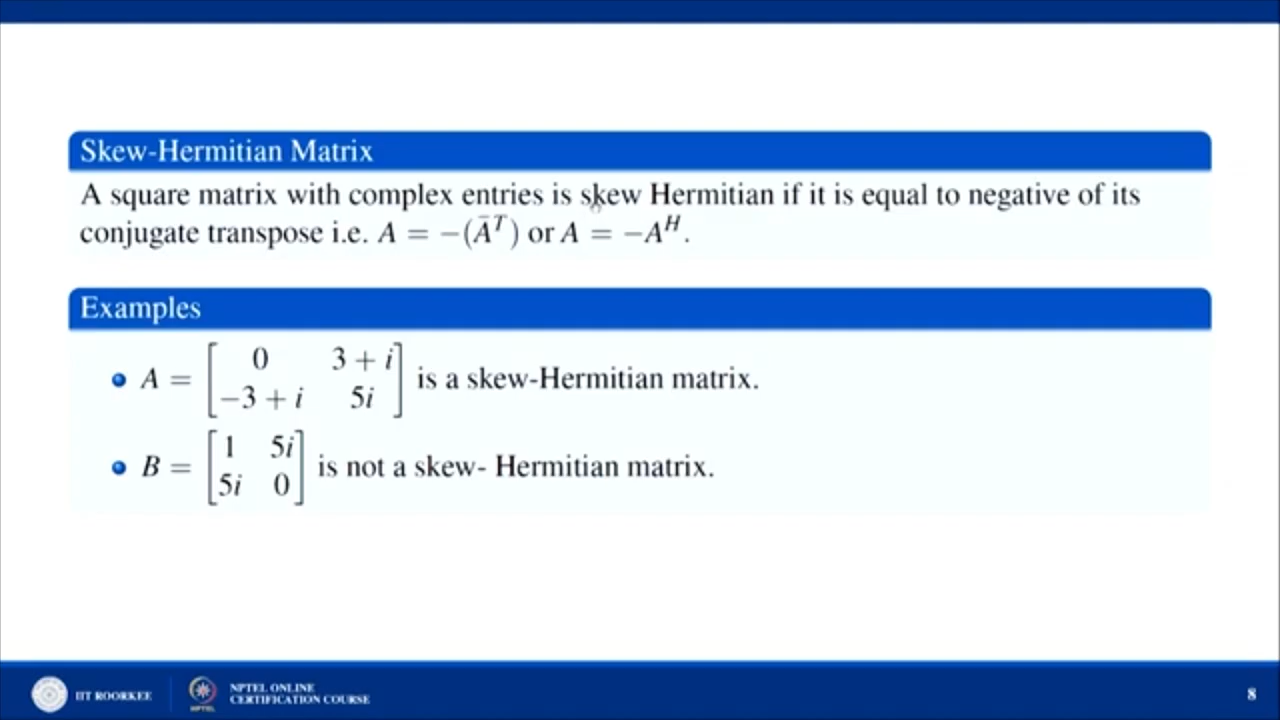 Skew-Hermitian Matrix
A square matrix with complex entries is skew Hermitian if it is equal to negative of its
conjugate transpose i.e. A = −(Ā^T) or A = −A^H.
Examples
A = [0 3 + i
−3 + i 5i] is a skew-Hermitian matrix.
B = [1 5i
5i 0] is not a skew- Hermitian matrix.
IIT ROORKEE
NPTEL
NPTEL ONLINE
CERTIFICATION COURSE
8